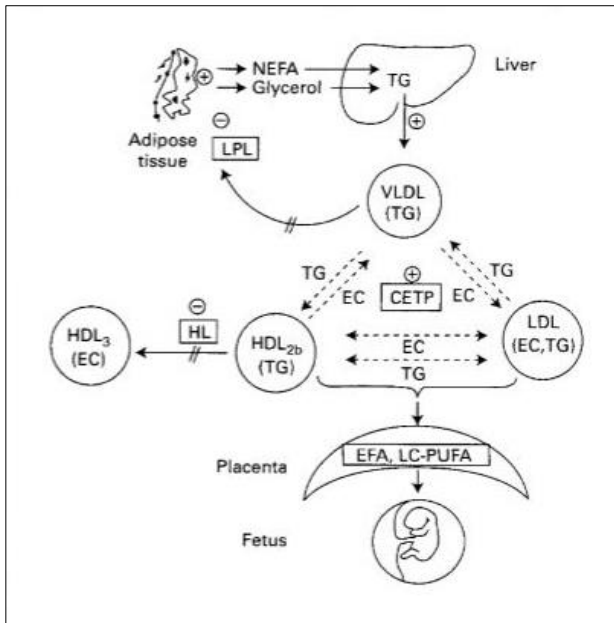 NEFA
Glycerol
TG
Liver
⊕
⊕
⊖
Adipose
tissue
LPL
VLDL
(TG)
TG
EC
⊕
CETP
TG
EC
HDL₃
(EC)
⊖
HL
HDL₂b
(TG)
EC
TG
LDL
(EC,TG)
Placenta
EFA, LC-PUFA
Fetus